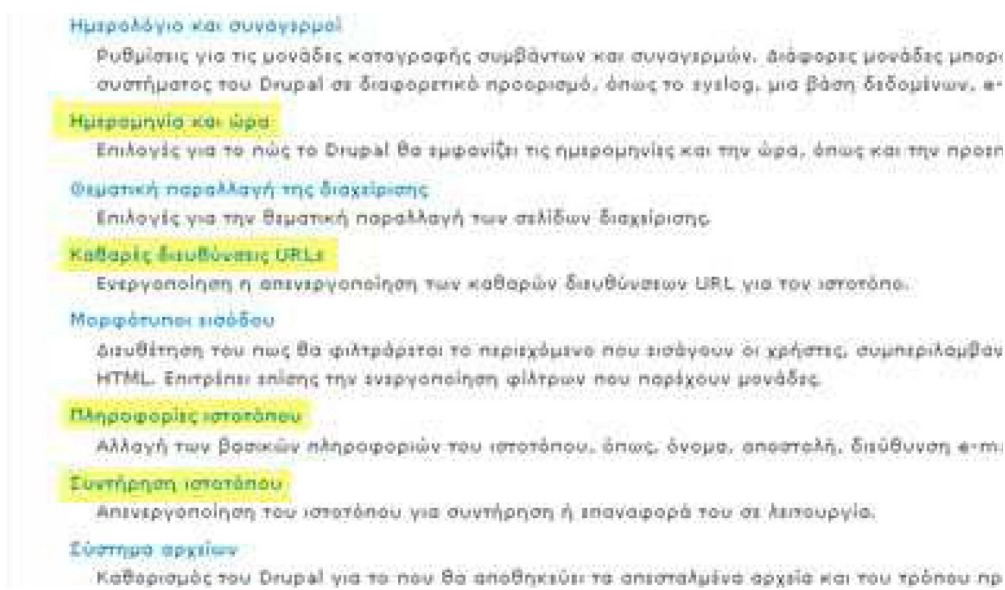 Ημερολόγιο και συναγερμοί
Ρυθμίσεις για τις μονάδες καταγραφής συμβάντων και συναγερμών. Διάφορες μονάδες μπορο
συστήματος του Drupal σε διαφορετικό προορισμό, όπως το syslog, μια βάση δεδομένων, e-
Ημερομηνία και ώρα
Επιλογές για το πώς το Drupal θα εμφανίζει τις ημερομηνίες και την ώρα, όπως και την προεπ
Θεματική παραλλαγή της διαχείρισης
Επιλογές για την θεματική παραλλαγή των σελίδων διαχείρισης.
Καθαρές διευθύνσεις URLs
Ενεργοποίηση η απενεργοποίηση των καθαρών διευθύνσεων URL για τον ιστοτόπο.
Μορφότυποι εισόδου
Διευθέτηση του πως θα φιλτράρεται το περιεχόμενο που εισάγουν οι χρήστες, συμπεριλαμβαν
HTML. Επιτρέπει επίσης την ενεργοποίηση φίλτρων που παρέχουν μονάδες.
Πληροφορίες ιστοτόπου
Αλλαγή των βασικών πληροφοριών του ιστοτόπου, όπως, όνομα, αποστολή, διεύθυνση e-ma
Συντήρηση ιστοτόπου
Απενεργοποίηση του ιστοτόπου για συντήρηση ή επαναφορά του σε λειτουργία.
Σύστημα αρχείων
Καθορισμός του Drupal για το που θα αποθηκεύει τα απεσταλμένα αρχεία και του τρόπου πρ